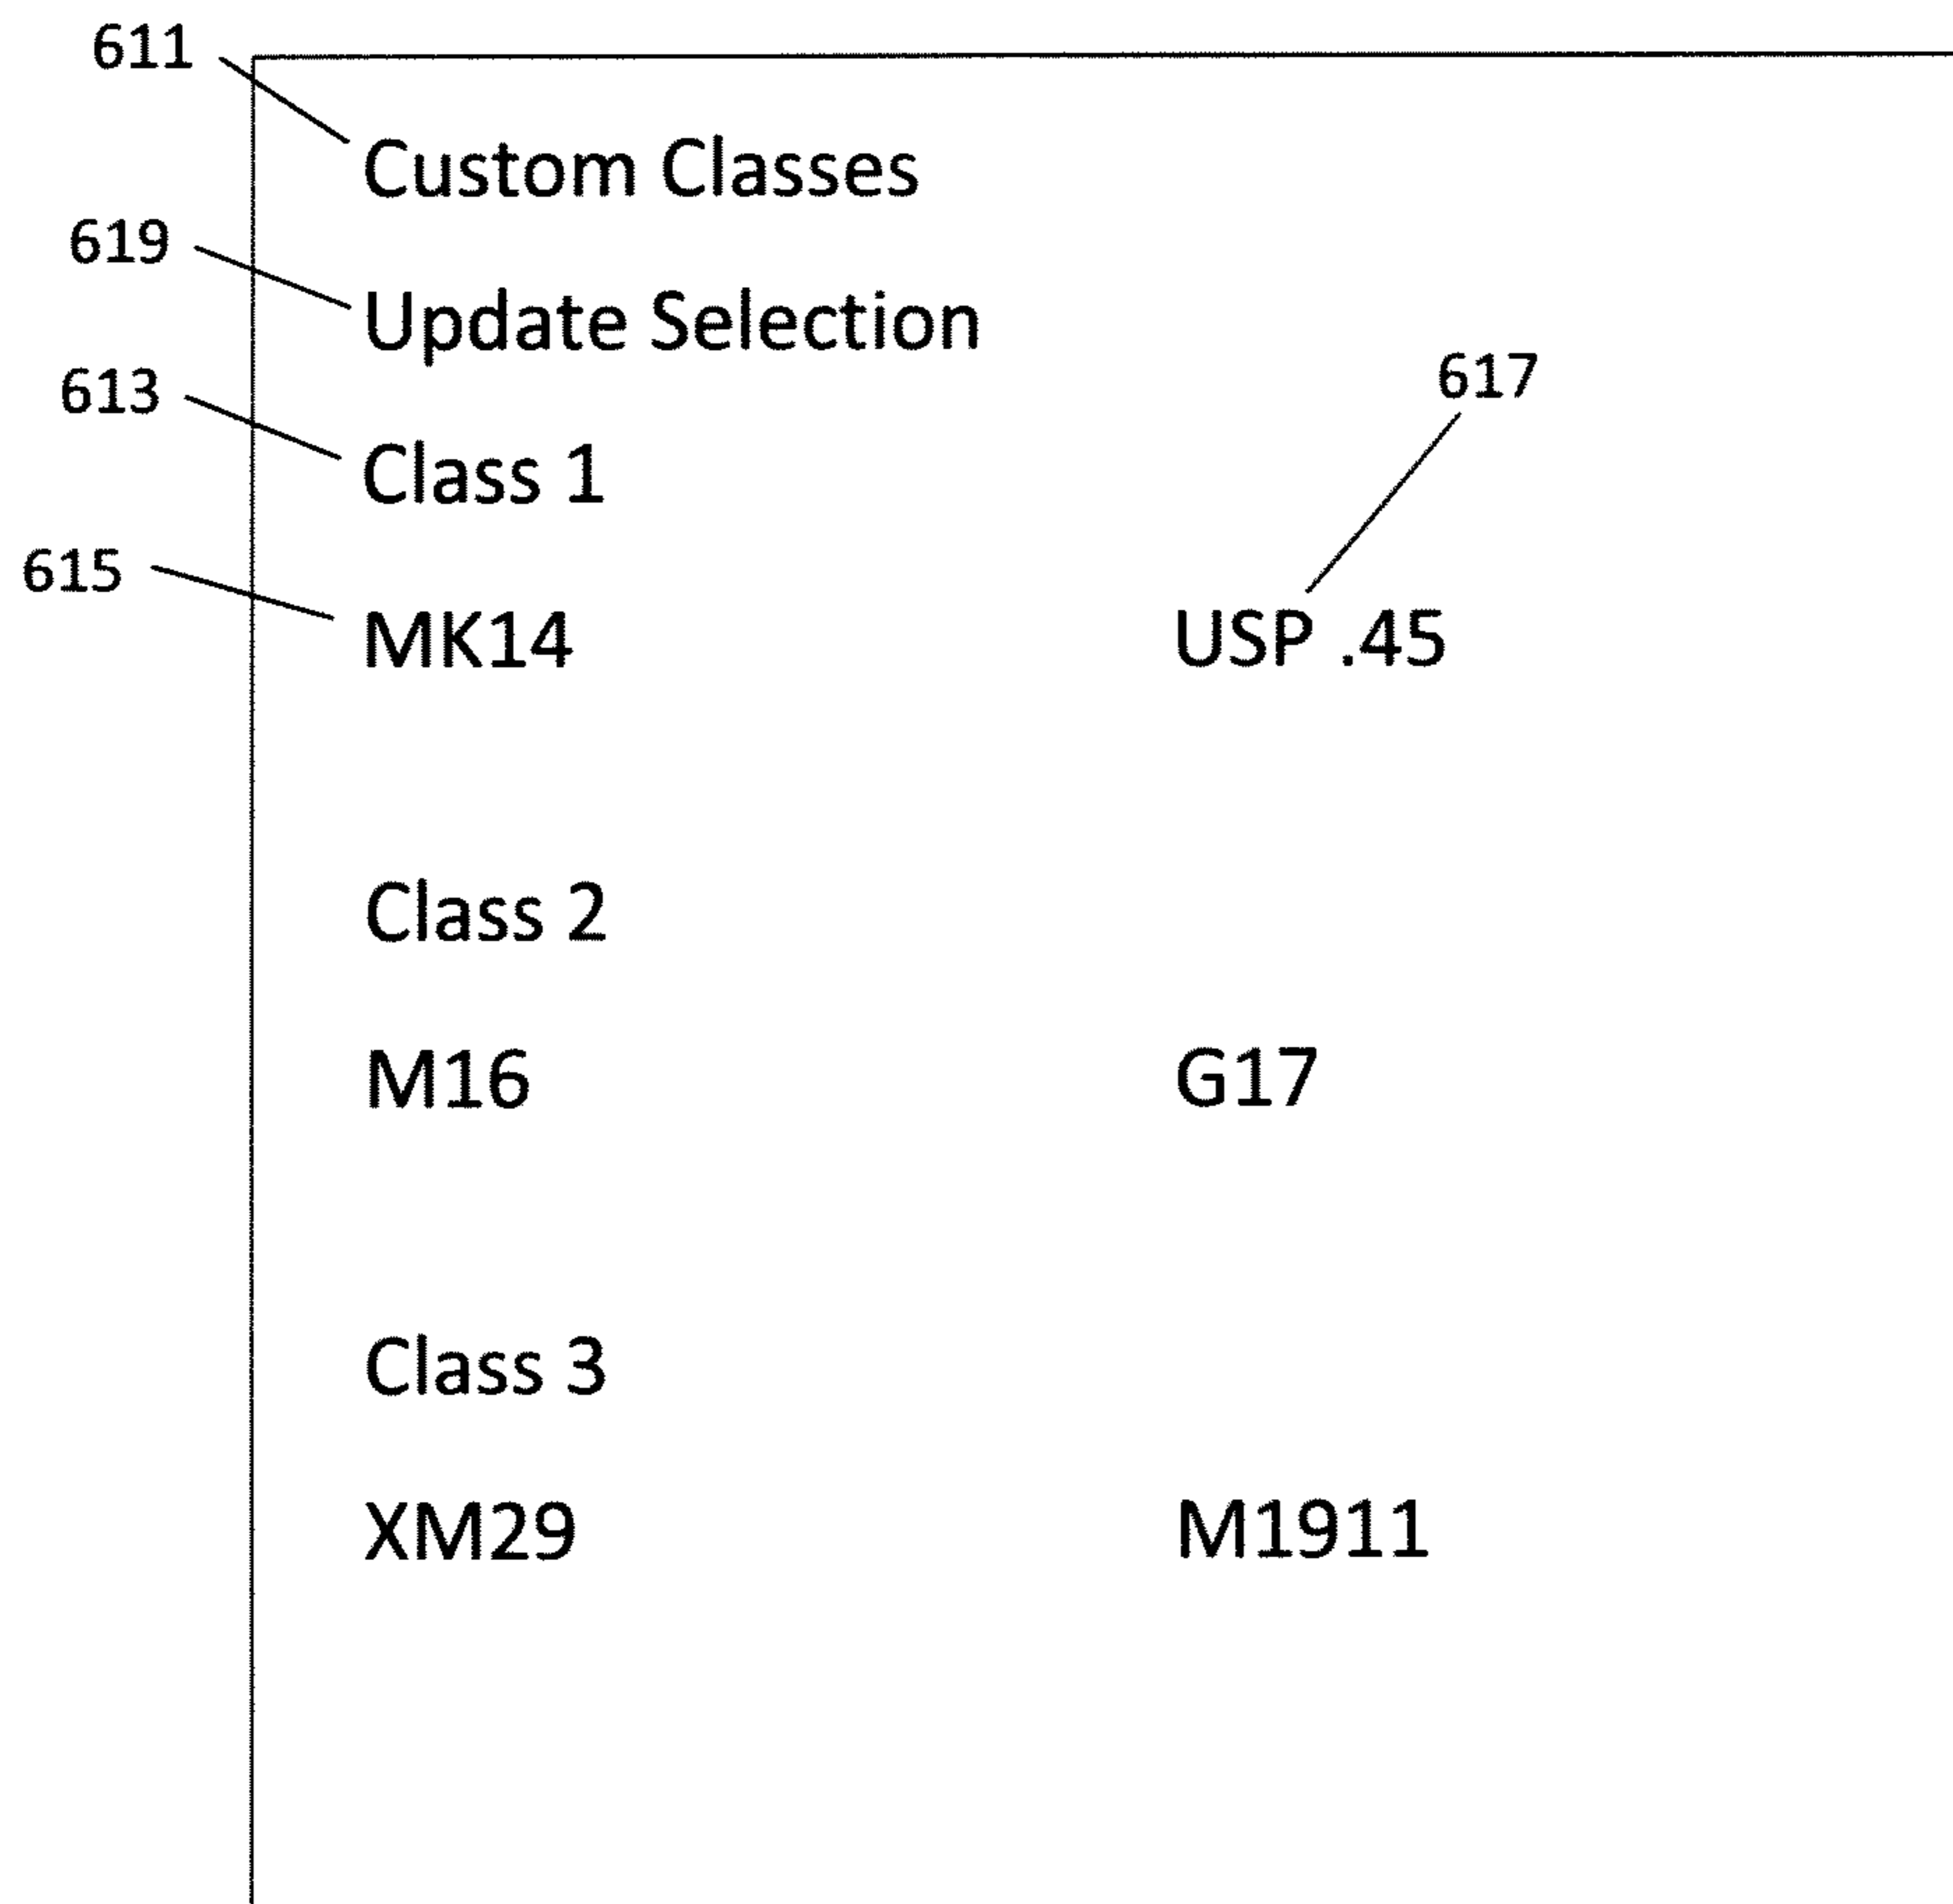 611
Custom Classes
619
Update Selection
613
617
Class 1
615
MK14 USP .45
Class 2
M16 G17
Class 3
XM29 M1911